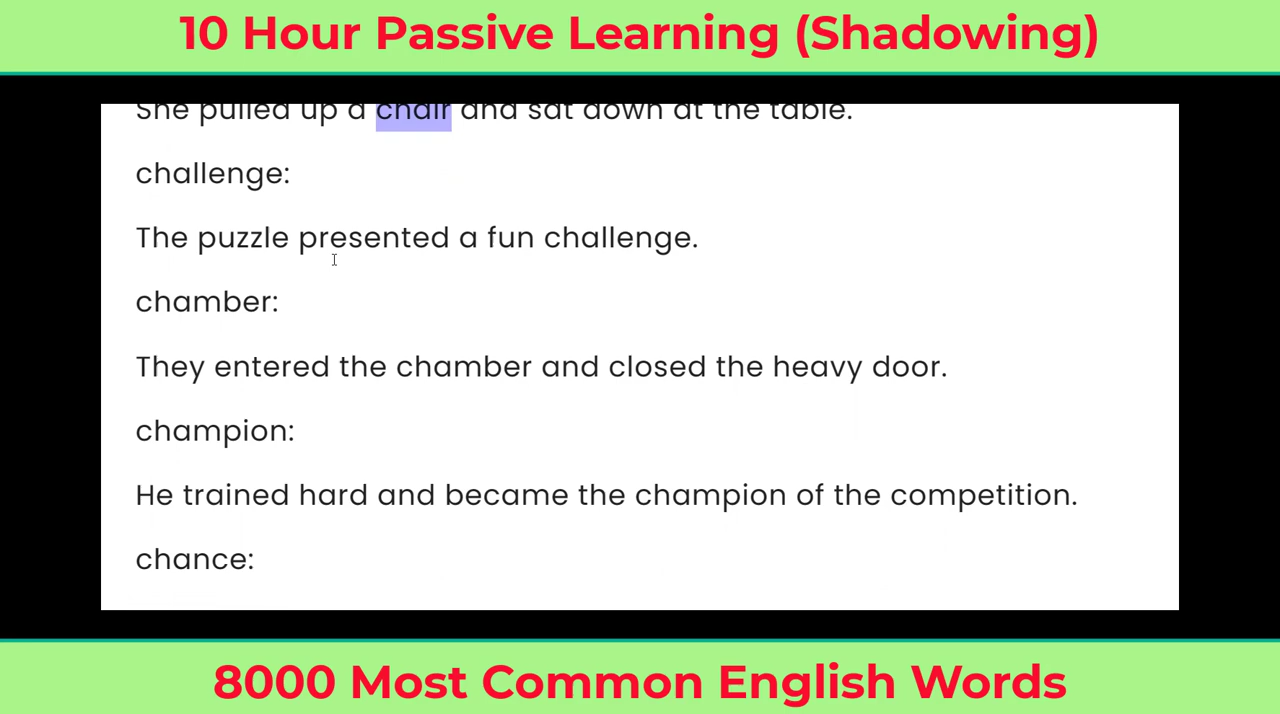 10 Hour Passive Learning (Shadowing)
She pulled up a chair and sat down at the table.
challenge:
The puzzle presented a fun challenge.
chamber:
They entered the chamber and closed the heavy door.
champion:
He trained hard and became the champion of the competition.
chance:
8000 Most Common English Words